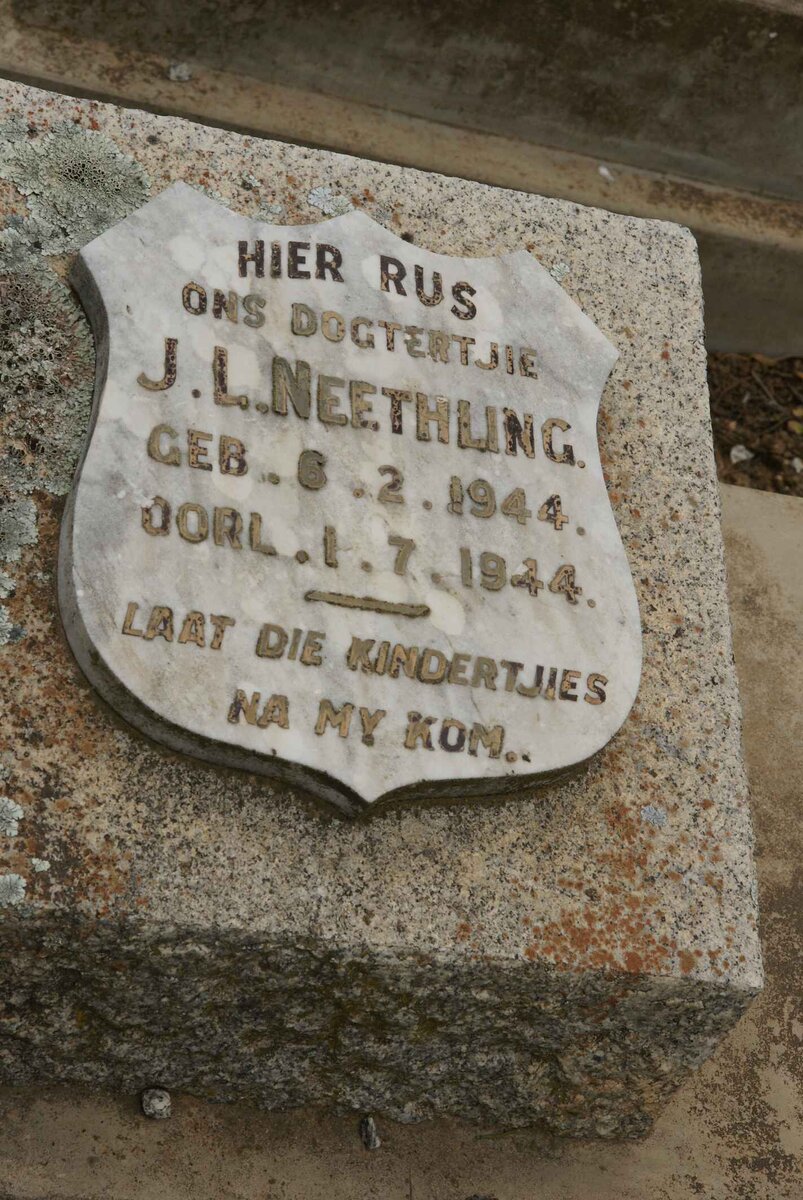 HIER RUS
ONS DOGTERTJIE
J.L. NEETHLING.
GEB. 6.2.1944.
OORL.1.7.1944.
LAAT DIE KINDERTJIES
NA MY KOM..